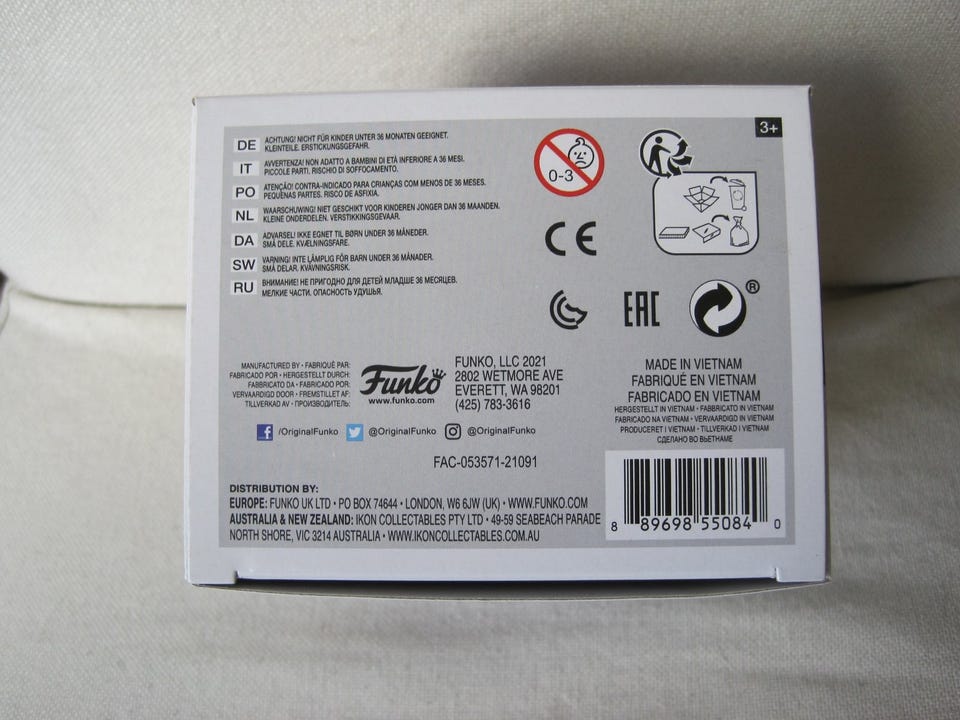 3+
DE ACHTUNG! NICHT FÜR KINDER UNTER 36 MONATEN GEEIGNET.
KLEINTEILE. ERSTICKUNGSGEFAHR.
IT AVVERTENZA! NON ADATTO A BAMBINI DI ETÀ INFERIORE A 36 MESI.
PICCOLE PARTI. RISCHIO DI SOFFOCAMENTO.
PO ATENÇÃO! CONTRA-INDICADO PARA CRIANÇAS COM MENOS DE 36 MESES.
PEQUENAS PARTES. RISCO DE ASFIXIA.
NL WAARSCHUWING! NIET GESCHIKT VOOR KINDEREN JONGER DAN 36 MAANDEN.
KLEINE ONDERDELEN. VERSTIKKINGSGEVAAR.
DA ADVARSEL! IKKE EGNET TIL BØRN UNDER 36 MÅNEDER.
SMÅ DELE. KVÆLNINGSFARE.
SW VARNING! INTE LÄMPLIG FÖR BARN UNDER 36 MÅNADER.
SMÅ DELAR. KVÄVNINGSRISK.
RU ВНИМАНИЕ! НЕ ПРИГОДНО ДЛЯ ДЕТЕЙ МЛАДШЕ 36 МЕСЯЦЕВ.
МЕЛКИЕ ЧАСТИ. ОПАСНОСТЬ УДУШЬЯ.
0-3
CE
EAC
®
MANUFACTURED BY • FABRIQUÉ PAR:
FABRICADO POR • HERGESTELLT DURCH:
FABBRICATO DA • FABRICADO POR:
VERVAARDIGD DOOR • FREMSTILLET AF:
TILLVERKAD AV • ПРОИЗВОДИТЕЛЬ:
Funko
www.funko.com
FUNKO, LLC 2021
2802 WETMORE AVE
EVERETT, WA 98201
(425) 783-3616
/OriginalFunko @OriginalFunko @OriginalFunko
FAC-053571-21091
MADE IN VIETNAM
FABRIQUÉ EN VIETNAM
FABRICADO EN VIETNAM
HERGESTELLT IN VIETNAM • FABBRICATO IN VIETNAM
FABRICADO NA VIETNAM • VERVAARDIGD IN VIETNAM
PRODUCERET I VIETNAM • TILLVERKAD I VIETNAM
СДЕЛАНО ВО ВЬЕТНАМЕ
DISTRIBUTION BY:
EUROPE: FUNKO UK LTD • PO BOX 74644 • LONDON, W6 6JW (UK) • WWW.FUNKO.COM
AUSTRALIA & NEW ZEALAND: IKON COLLECTABLES PTY LTD • 49-59 SEABEACH PARADE
NORTH SHORE, VIC 3214 AUSTRALIA • WWW.IKONCOLLECTABLES.COM.AU
8 89698 55084 0